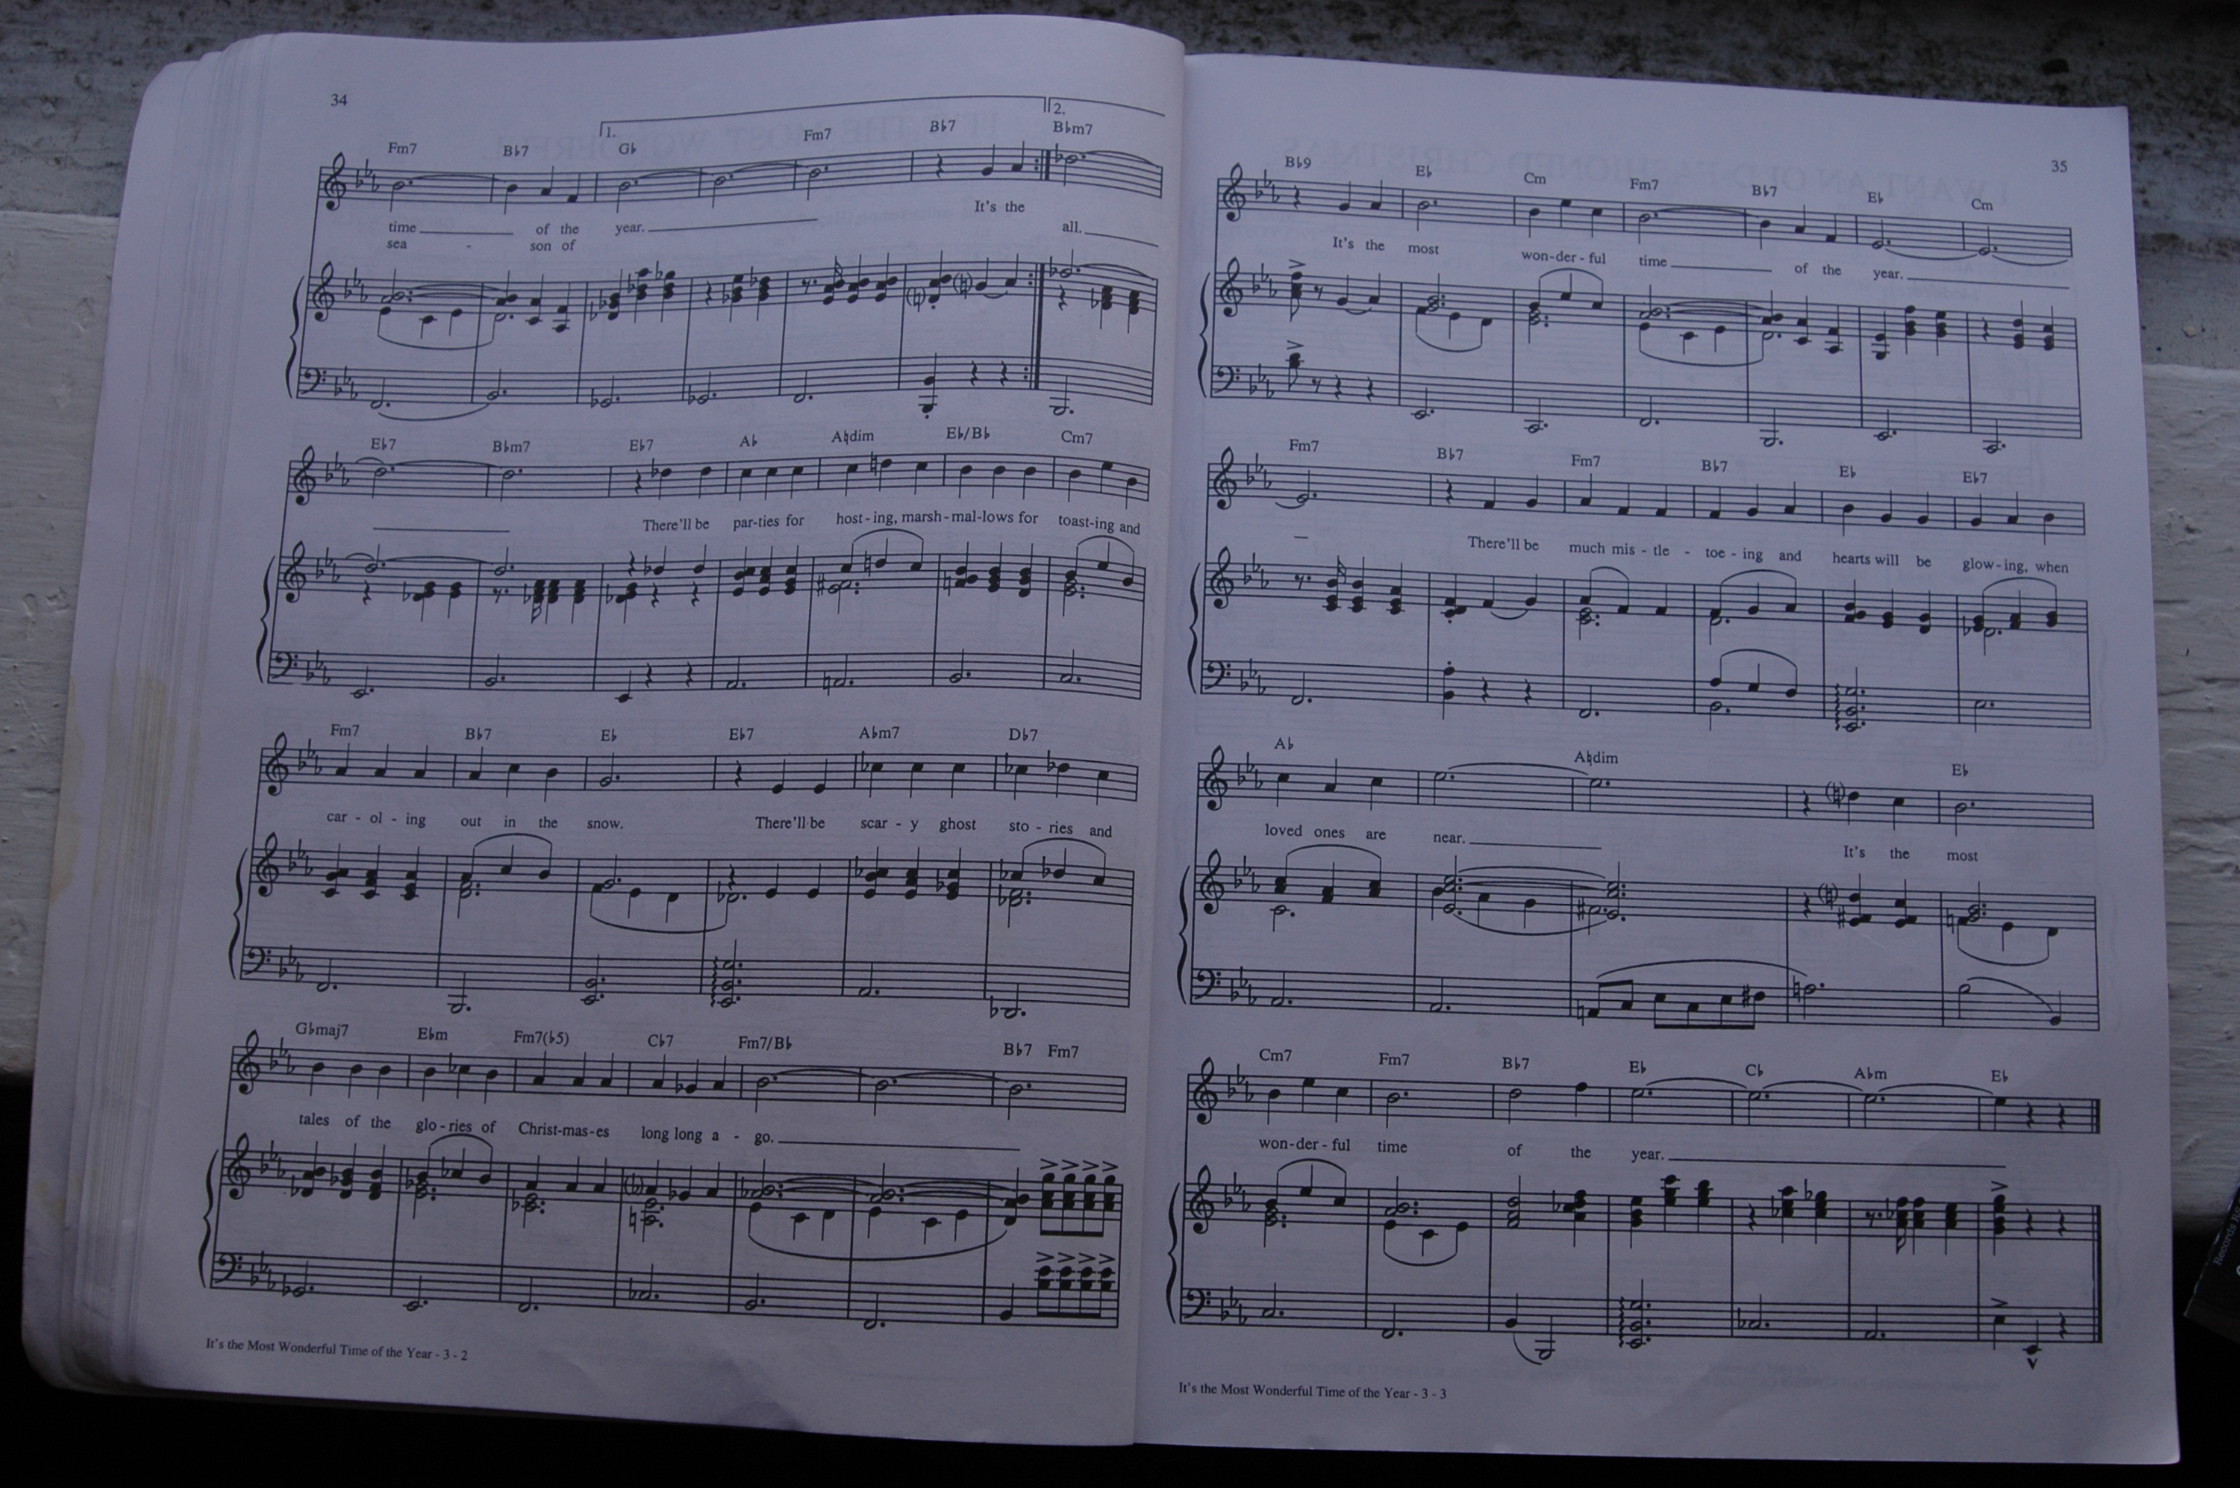 34
1. 2.
Fm7 B♭7 G♭ Fm7 B♭7 B♭m7
time of the year. It's the all.
sea - son of
E♭7 B♭m7 E♭7 A♭ A♮dim E♭/B♭ Cm7
There'll be par-ties for host-ing, marsh-mal-lows for toast-ing and
Fm7 B♭7 E♭ E♭7 A♭m7 D♭7
car - ol - ing out in the snow. There'll be scar - y ghost sto - ries and
G♭maj7 E♭m Fm7(♭5) C♭7 Fm7/B♭ B♭7 Fm7
tales of the glo-ries of Christ-mas-es long long a - go.
It's the Most Wonderful Time of the Year - 3 - 2
35
B♭9 E♭ Cm Fm7 B♭7 E♭ Cm
It's the most won-der-ful time of the year.
Fm7 B♭7 Fm7 B♭7 E♭ E♭7
There'll be much mis - tle - toe - ing and hearts will be glow-ing, when
A♭ A♮dim E♭
loved ones are near. It's the most
Cm7 Fm7 B♭7 E♭ C♭ A♭m E♭
won-der-ful time of the year.
It's the Most Wonderful Time of the Year - 3 - 3